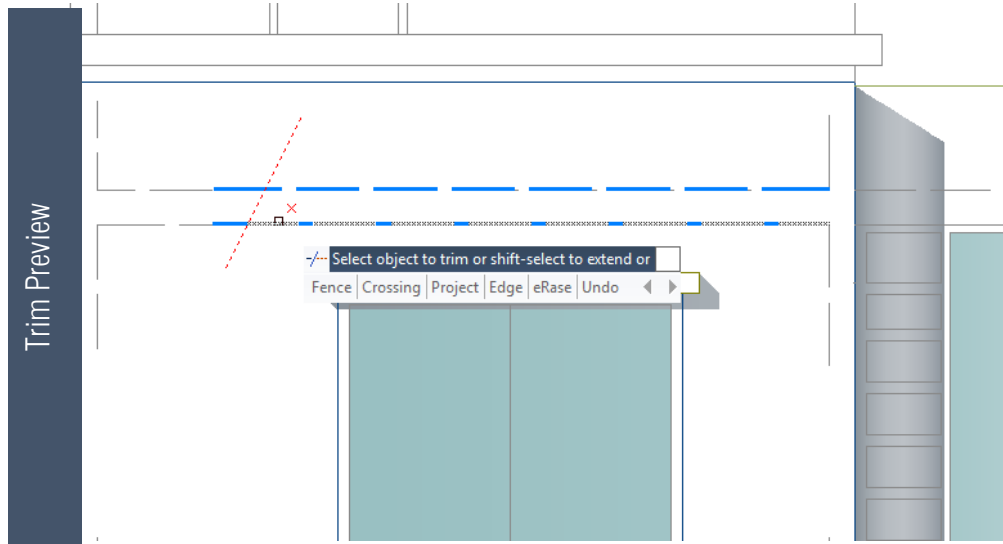 Trim Preview
Select object to trim or shift-select to extend or
Fence Crossing Project Edge eRase Undo